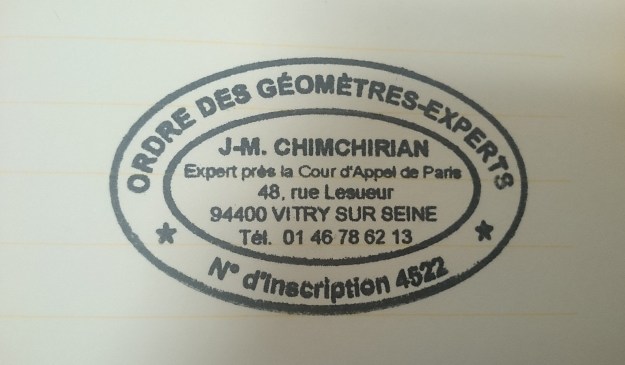 ORDRE DES GÉOMÈTRES-EXPERTS
J-M. CHIMCHIRIAN
Expert près la Cour d'Appel de Paris
48, rue Lesueur
94400 VITRY SUR SEINE
Tél. 01 46 78 62 13
N° d'Inscription 4522